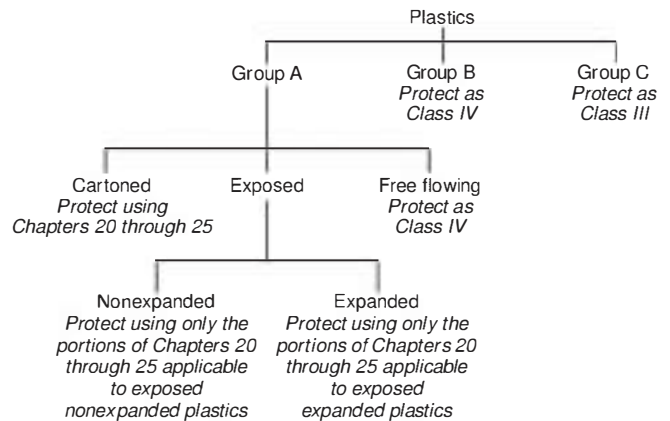 Plastics
Group A
Group B
Protect as
Class IV
Group C
Protect as
Class III
Cartoned
Protect using
Chapters 20 through 25
Exposed
Free flowing
Protect as
Class IV
Nonexpanded
Protect using only the
portions of Chapters 20
through 25 applicable
to exposed
nonexpanded plastics
Expanded
Protect using only the
portions of Chapters 20
through 25 applicable
to exposed
expanded plastics